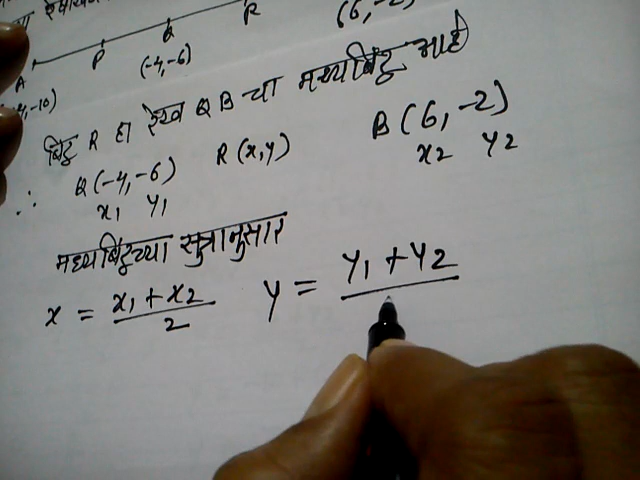 R (6, -2)
A P Q
(-4, -6)
, -10)
बिंदू R हा रेख QB चा मध्यबिंदू आहे
∴ Q(-4, -6) R(x, y) B(6, -2)
x1 y1 x2 y2
मध्यबिंदूच्या सुत्रानुसार
x = x1 + x2 / 2 y = y1 + y2